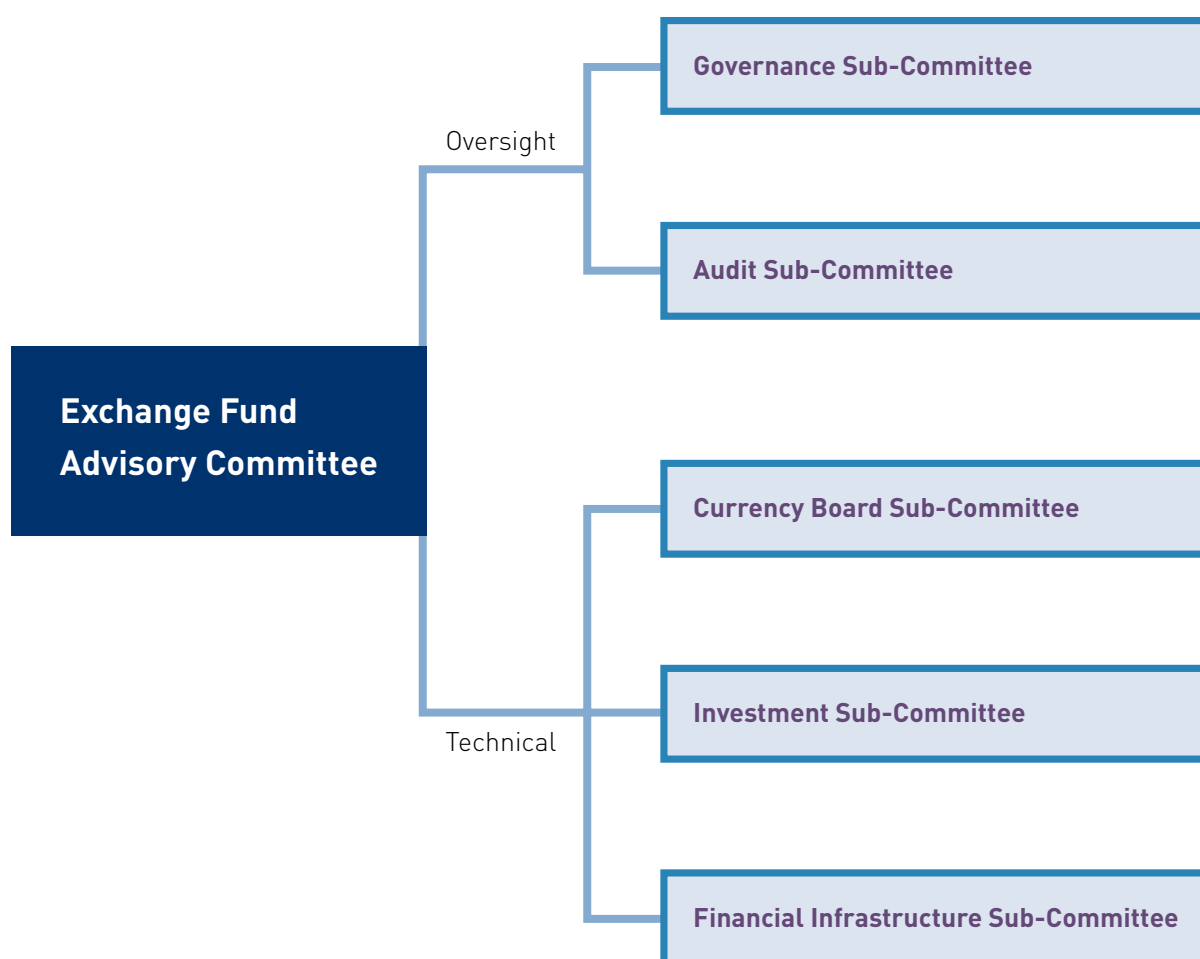 Governance Sub-Committee
Oversight
Audit Sub-Committee
Exchange Fund
Advisory Committee
Currency Board Sub-Committee
Investment Sub-Committee
Technical
Financial Infrastructure Sub-Committee